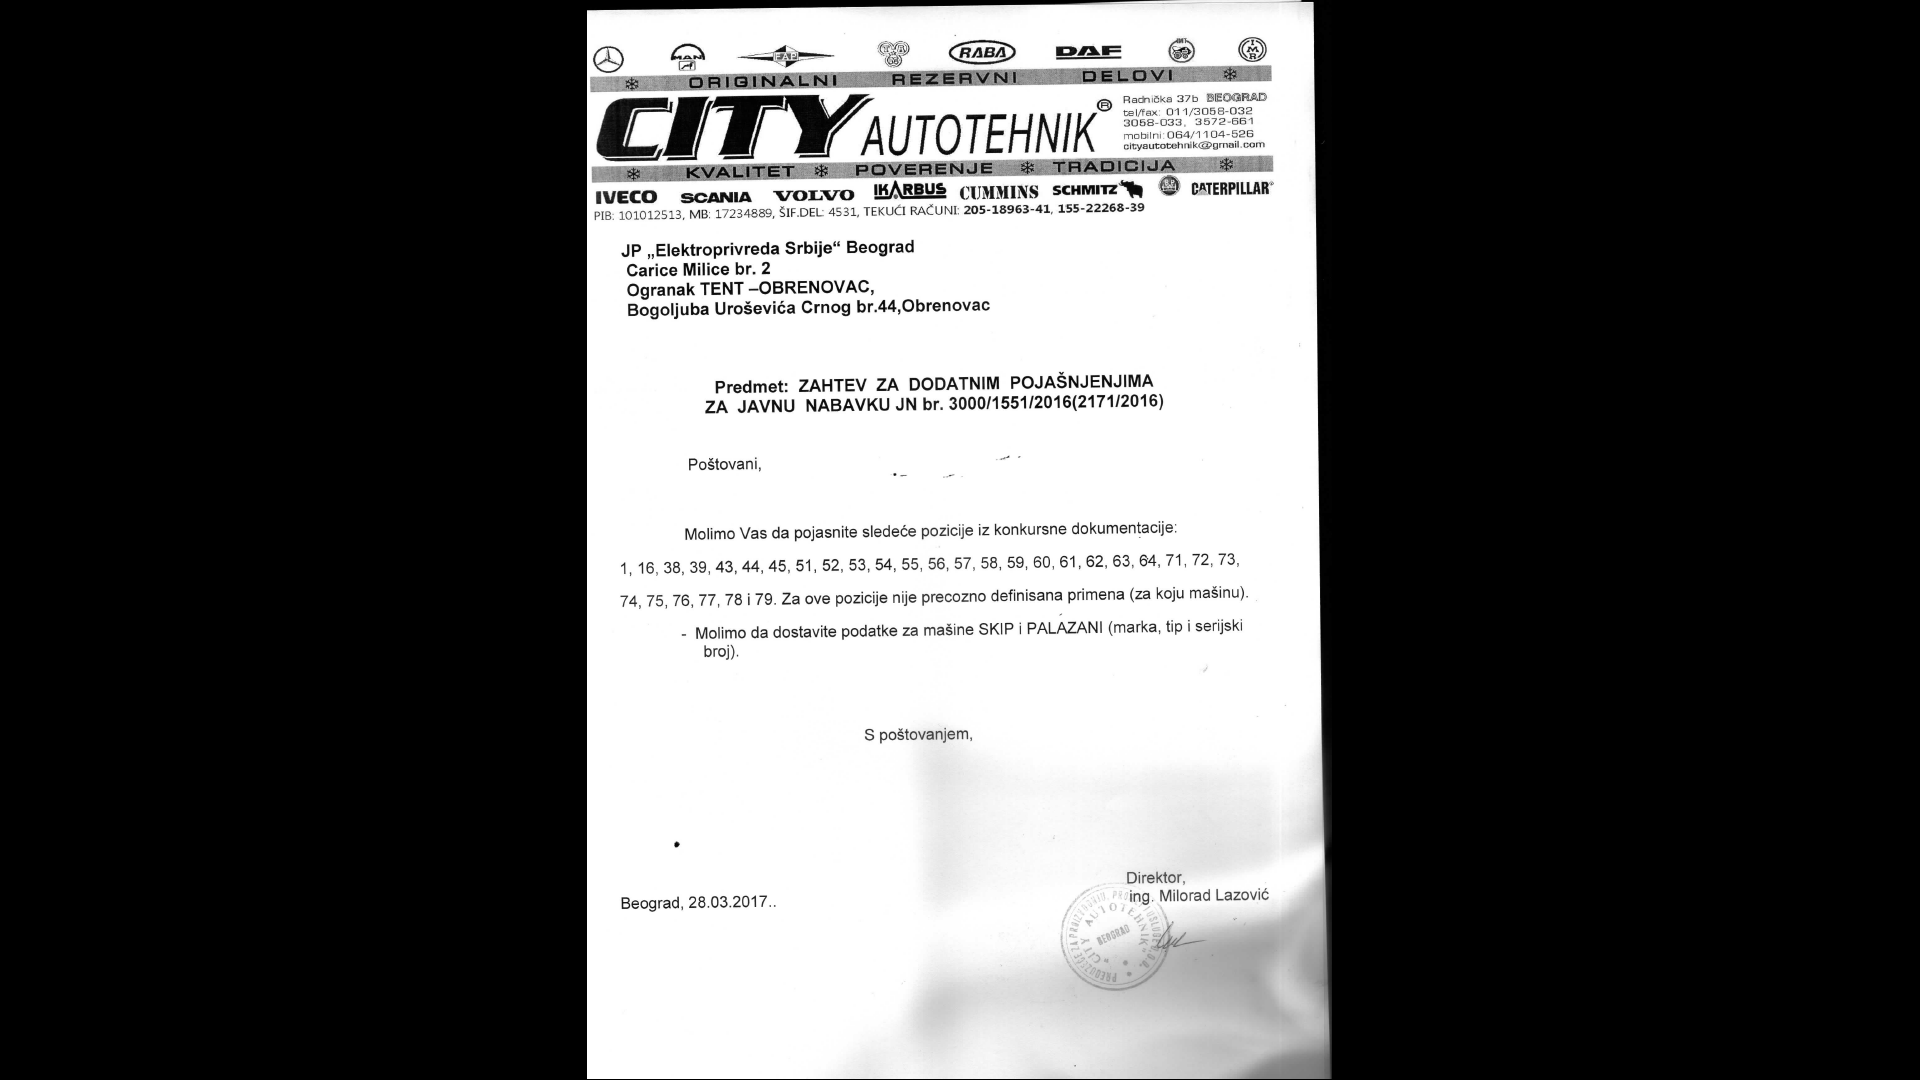 MAN
FAP
TAM
RABA
DAF
IMR
ORIGINALNI REZERVNI DELOVI
CITY AUTOTEHNIK ®
Radnička 37b BEOGRAD
tel/fax: 011/3058-032
3058-033, 3572-661
mobilni: 064/1104-526
cityautotehnik@gmail.com
KVALITET POVERENJE TRADICIJA
IVECO SCANIA VOLVO IKARBUS CUMMINS SCHMITZ CATERPILLAR®
PIB: 101012513, MB: 17234889, ŠIF.DEL: 4531, TEKUĆI RAČUNI: 205-18963-41, 155-22268-39
JP „Elektroprivreda Srbije“ Beograd
Carice Milice br. 2
Ogranak TENT –OBRENOVAC,
Bogoljuba Uroševića Crnog br.44,Obrenovac
Predmet: ZAHTEV ZA DODATNIM POJAŠNJENJIMA
ZA JAVNU NABAVKU JN br. 3000/1551/2016(2171/2016)
Poštovani,
Molimo Vas da pojasnite sledeće pozicije iz konkursne dokumentacije:
1, 16, 38, 39, 43, 44, 45, 51, 52, 53, 54, 55, 56, 57, 58, 59, 60, 61, 62, 63, 64, 71, 72, 73,
74, 75, 76, 77, 78 i 79. Za ove pozicije nije precozno definisana primena (za koju mašinu).
- Molimo da dostavite podatke za mašine SKIP i PALAZANI (marka, tip i serijski
broj).
S poštovanjem,
Direktor,
ing. Milorad Lazović
Beograd, 28.03.2017..
"CITY AUTOTEHNIK"
BEOGRAD